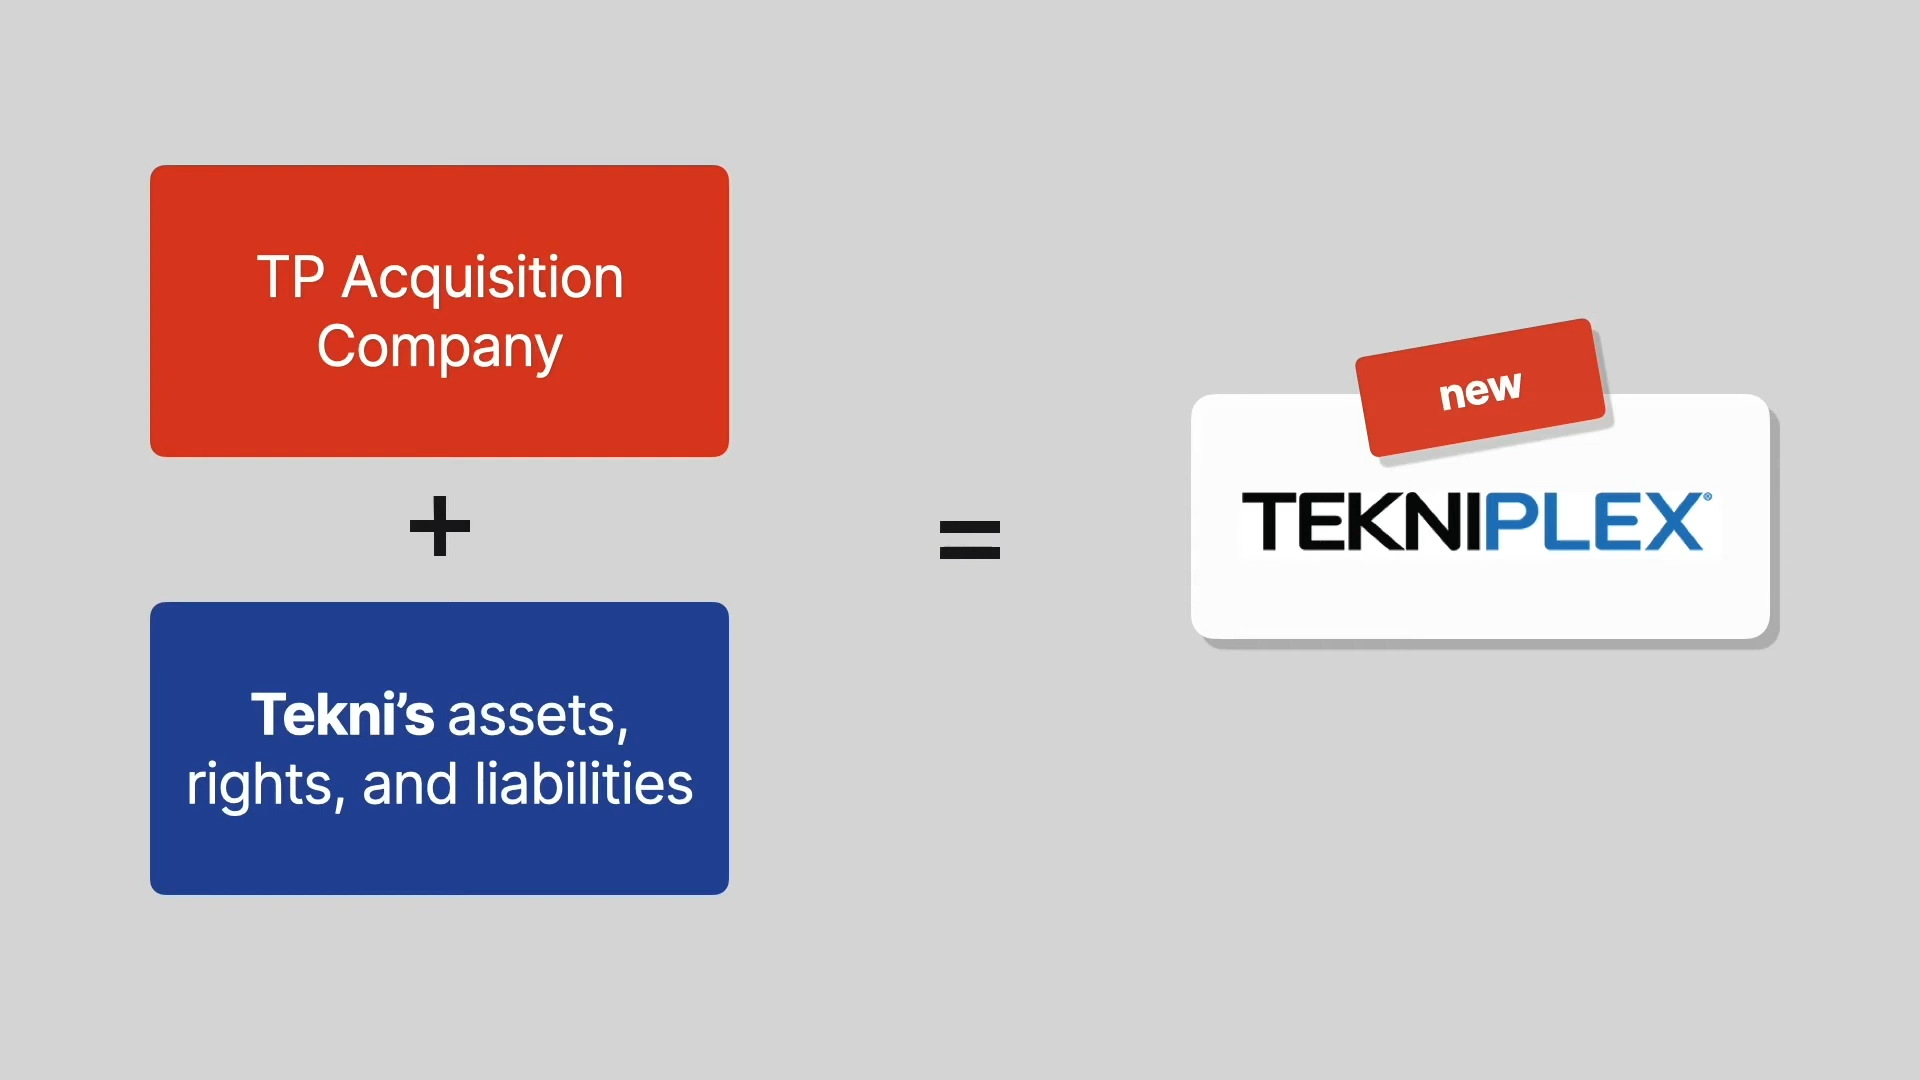 TP Acquisition
Company
+
Tekni’s assets,
rights, and liabilities
=
new
TEKNIPLEX®